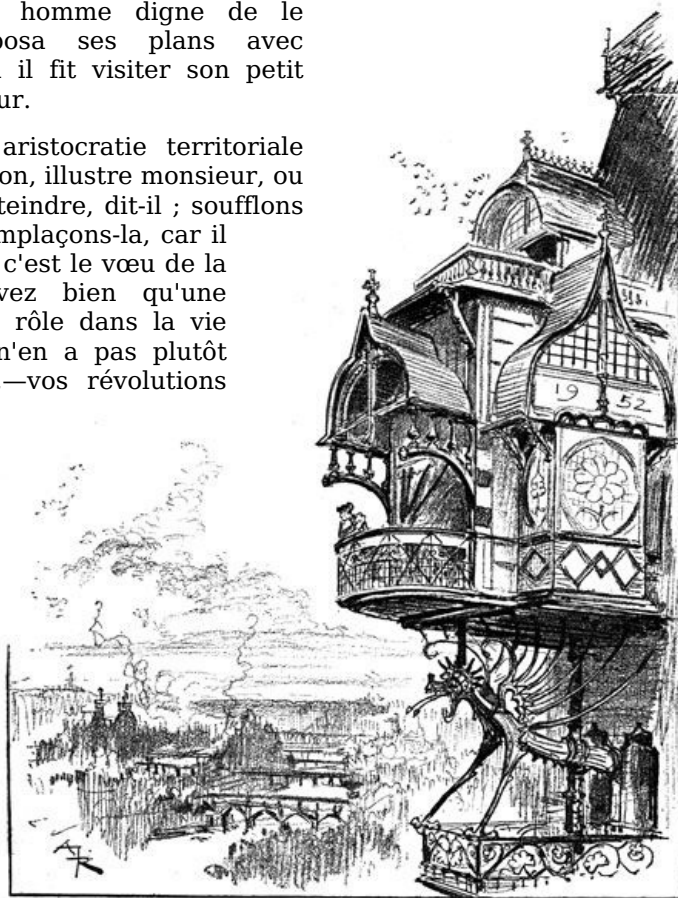 homme digne de le
posa ses plans avec
il fit visiter son petit
ur.
aristocratie territoriale
on, illustre monsieur, ou
teindre, dit-il ; soufflons
mplaçons-la, car il
c'est le vœu de la
vez bien qu'une
rôle dans la vie
n'en a pas plutôt
—vos révolutions
19 52
AR